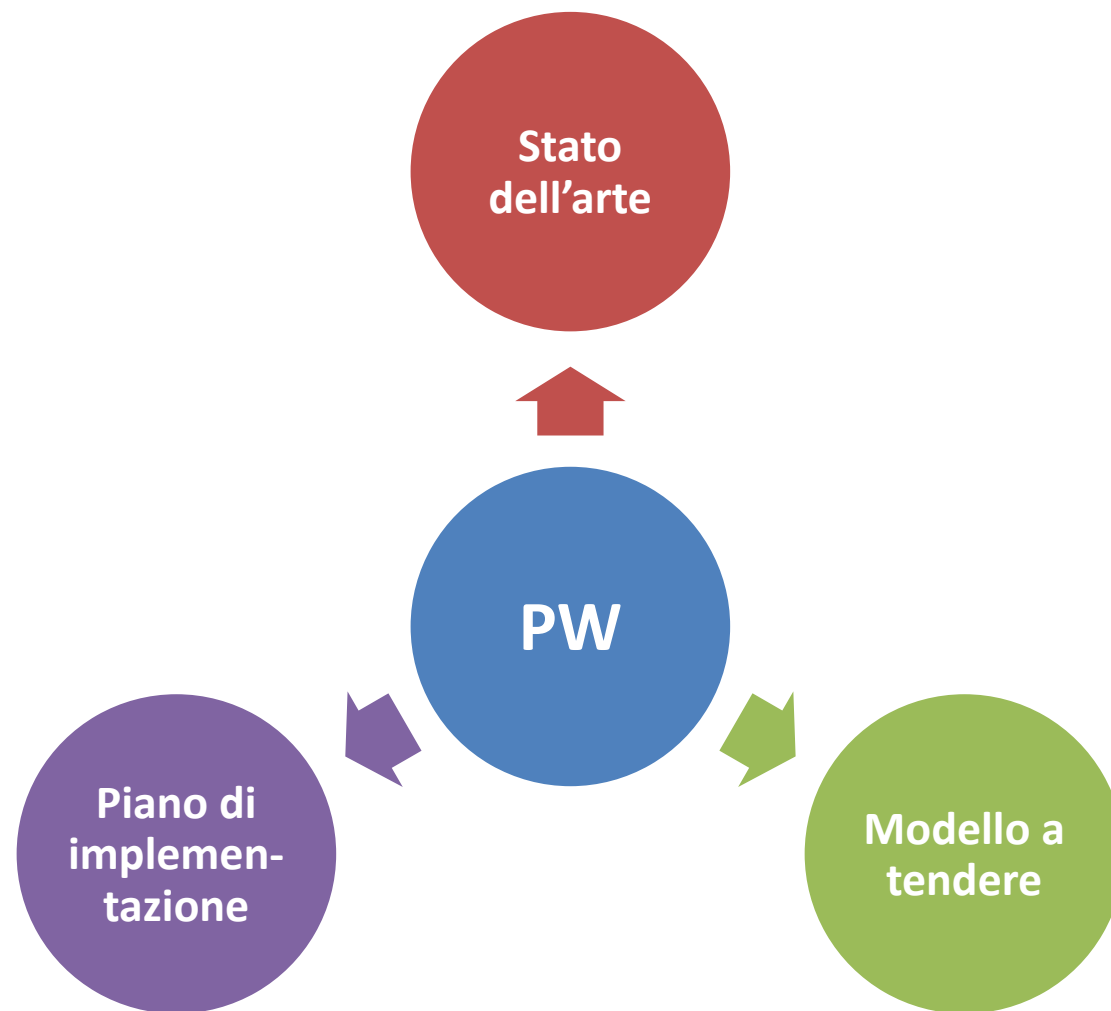 Stato
dell’arte
PW
Piano di
implemen-
tazione
Modello a
tendere